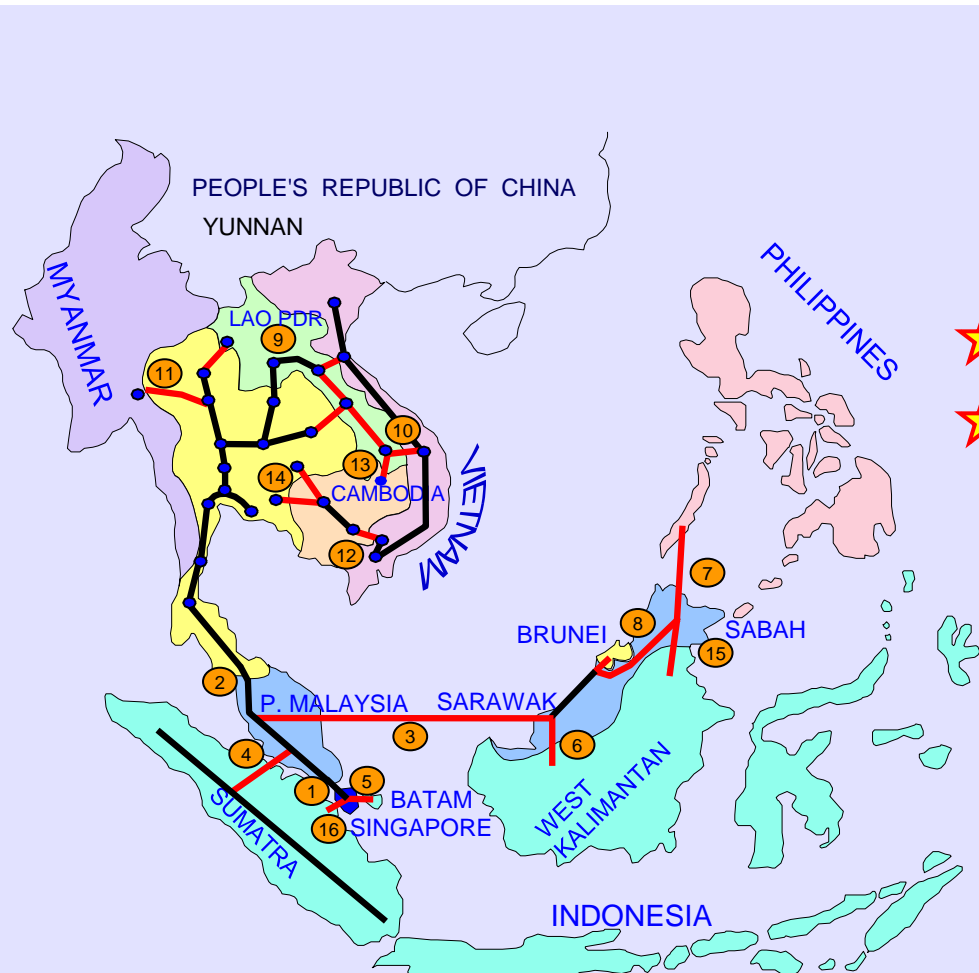 PEOPLE'S REPUBLIC OF CHINA
YUNNAN
MYANMAR
PHILIPPINES
LAO PDR
9
11
10
13
14
CAMBODIA
VIETNAM
12
7
8
BRUNEI
SABAH
15
2
P. MALAYSIA
SARAWAK
3
6
4
5
1
BATAM
16
SINGAPORE
SUMATRA
WEST
KALIMANTAN
INDONESIA